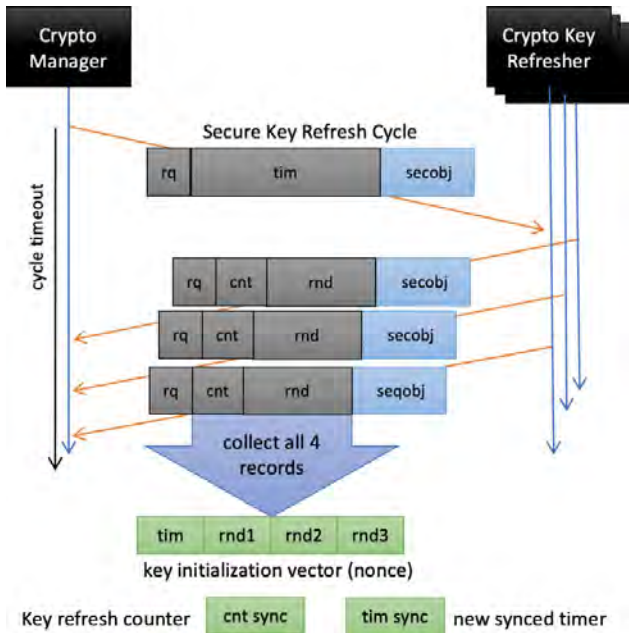 Crypto
Manager
Crypto Key
Refresher
Secure Key Refresh Cycle
rq tim secobj
cycle timeout
rq cnt rnd secobj
rq cnt rnd secobj
rq cnt rnd seqobj
collect all 4
records
tim rnd1 rnd2 rnd3
key initialization vector (nonce)
Key refresh counter cnt sync tim sync new synced timer